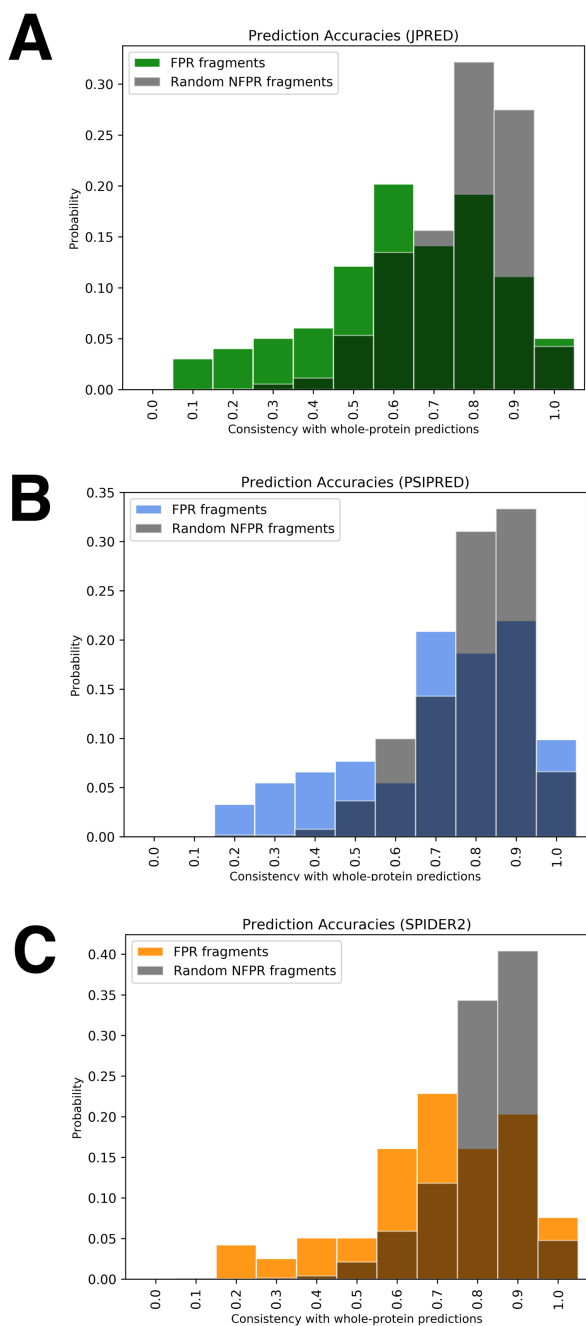 A
Prediction Accuracies (JPRED)
FPR fragments
Random NFPR fragments
0.30
0.25
0.20
0.15
0.10
0.05
0.00
Probability
0.0 0.1 0.2 0.3 0.4 0.5 0.6 0.7 0.8 0.9 1.0
Consistency with whole-protein predictions
B
Prediction Accuracies (PSIPRED)
FPR fragments
Random NFPR fragments
0.35
0.30
0.25
0.20
0.15
0.10
0.05
0.00
Probability
0.0 0.1 0.2 0.3 0.4 0.5 0.6 0.7 0.8 0.9 1.0
Consistency with whole-protein predictions
C
Prediction Accuracies (SPIDER2)
FPR fragments
Random NFPR fragments
0.40
0.35
0.30
0.25
0.20
0.15
0.10
0.05
0.00
Probability
0.0 0.1 0.2 0.3 0.4 0.5 0.6 0.7 0.8 0.9 1.0
Consistency with whole-protein predictions